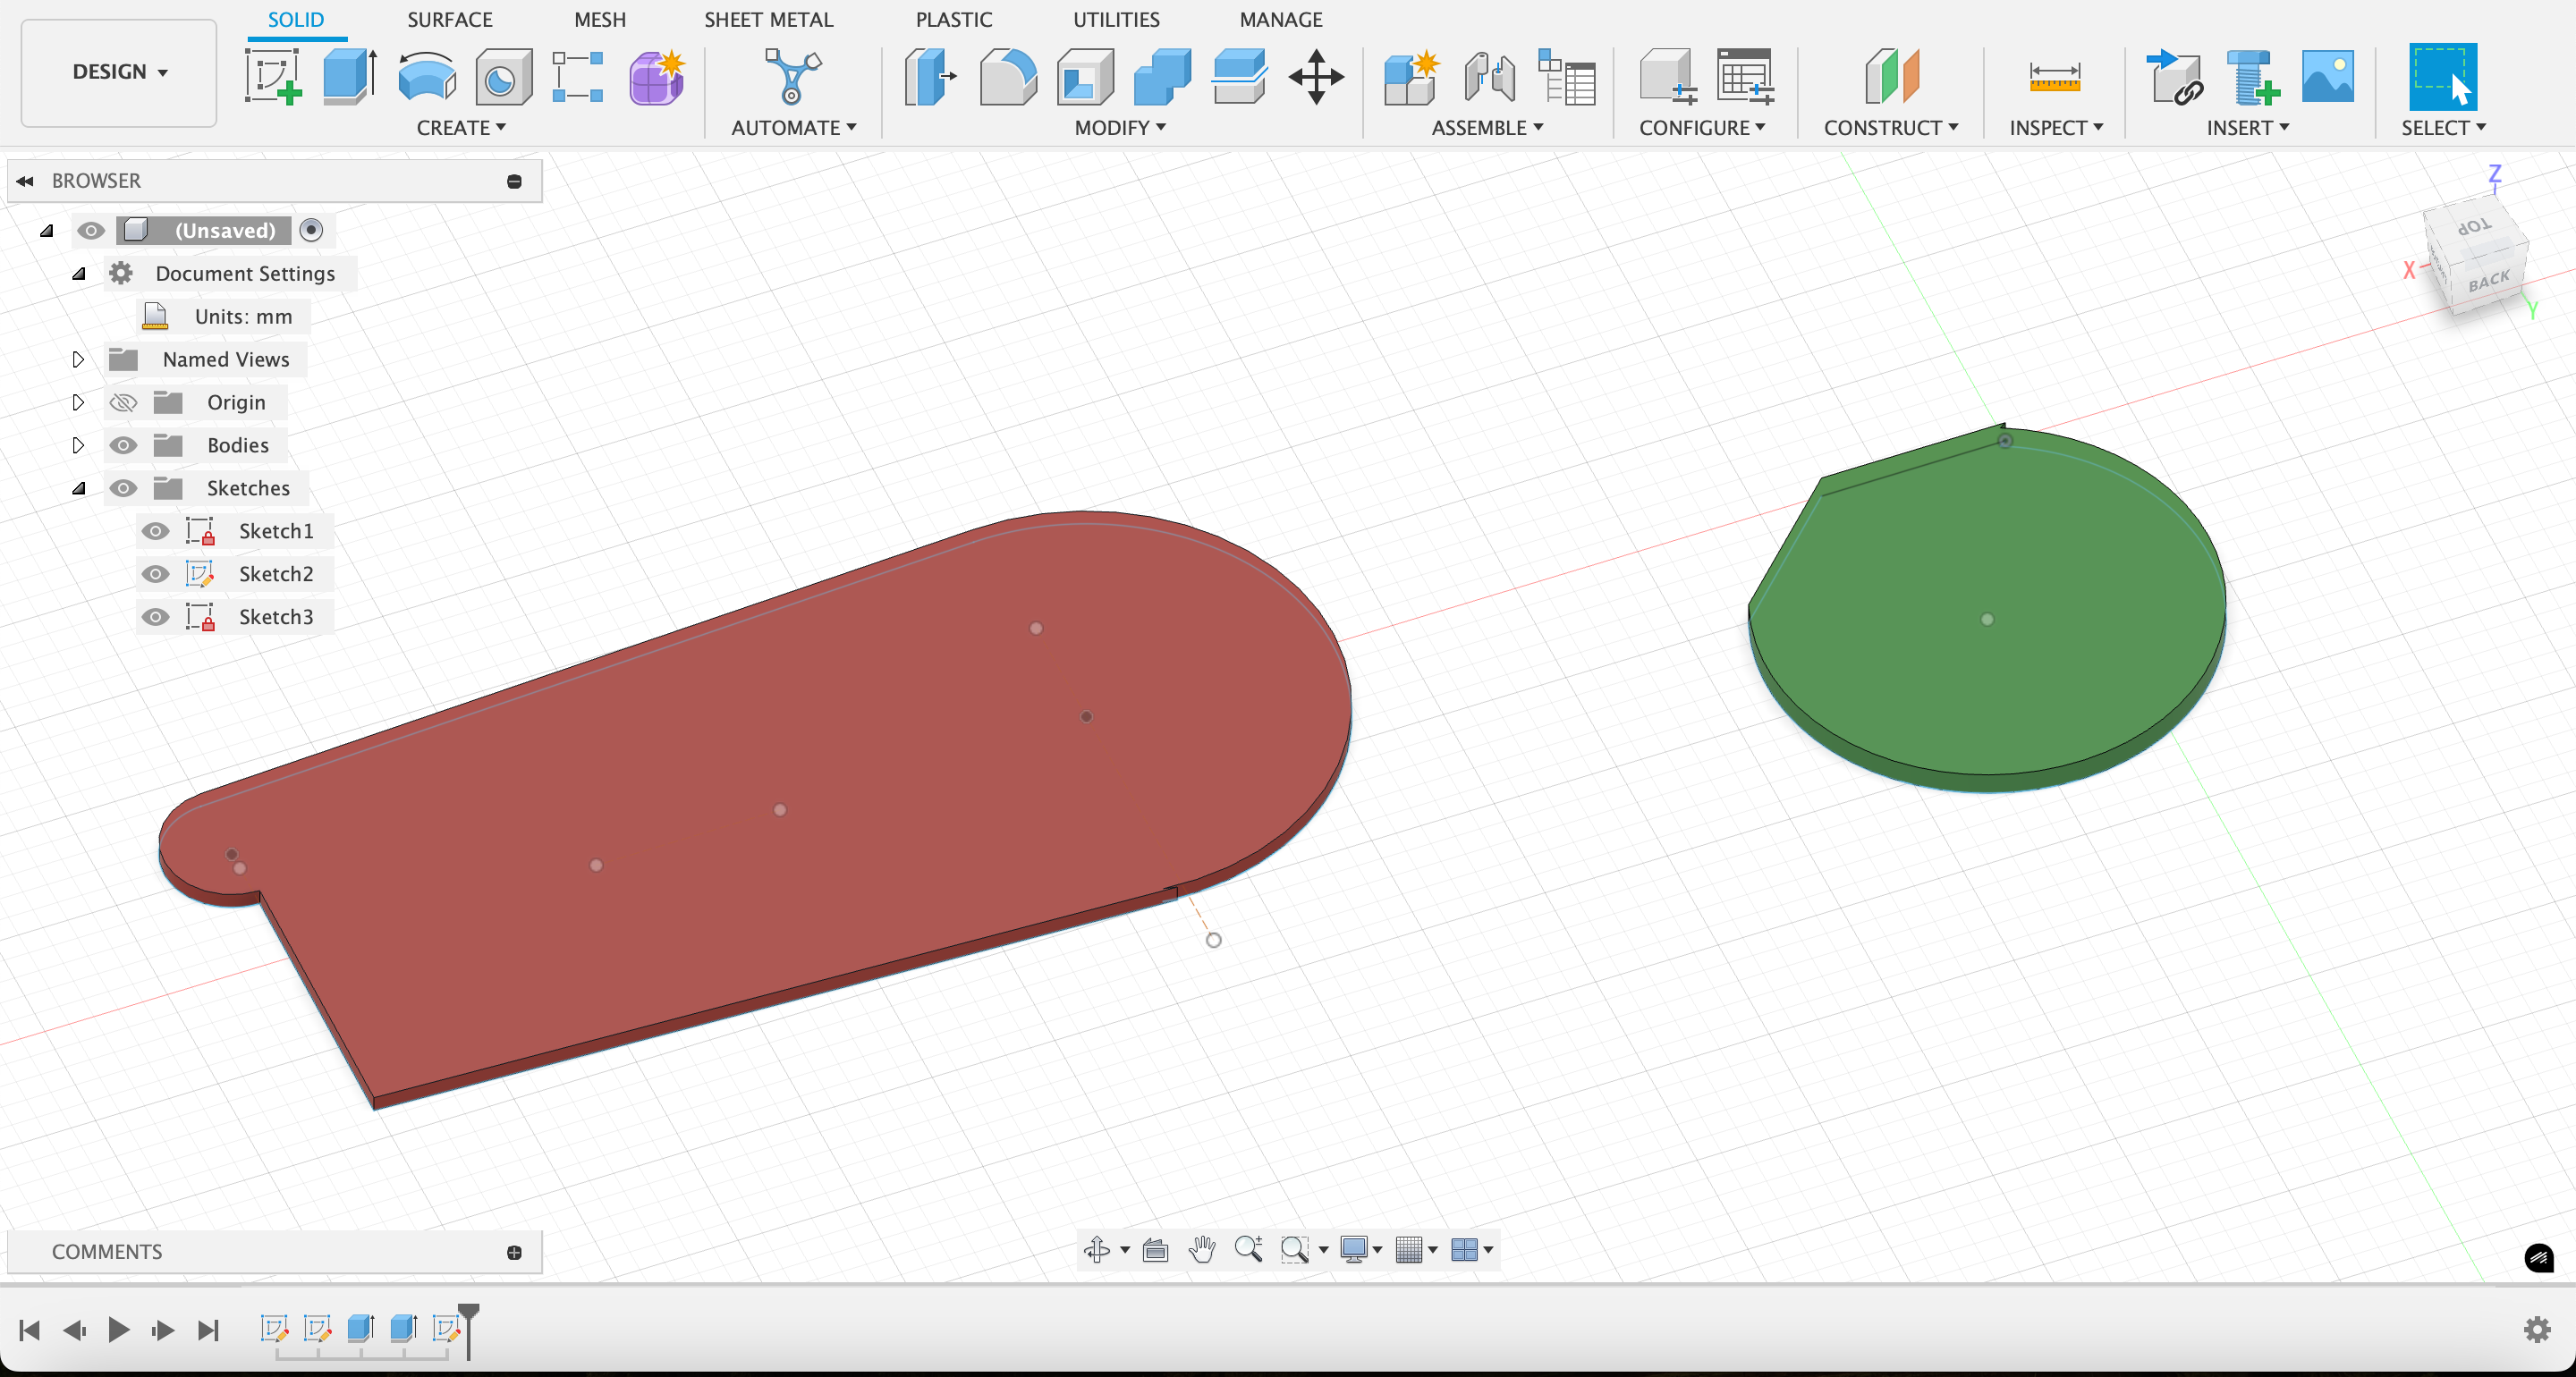 SOLID SURFACE MESH SHEET METAL PLASTIC UTILITIES MANAGE
DESIGN
CREATE AUTOMATE MODIFY ASSEMBLE CONFIGURE CONSTRUCT INSPECT INSERT SELECT
BROWSER
(Unsaved)
Document Settings
Units: mm
Named Views
Origin
Bodies
Sketches
Sketch1
Sketch2
Sketch3
Z
TOP
X
BACK
Y
COMMENTS